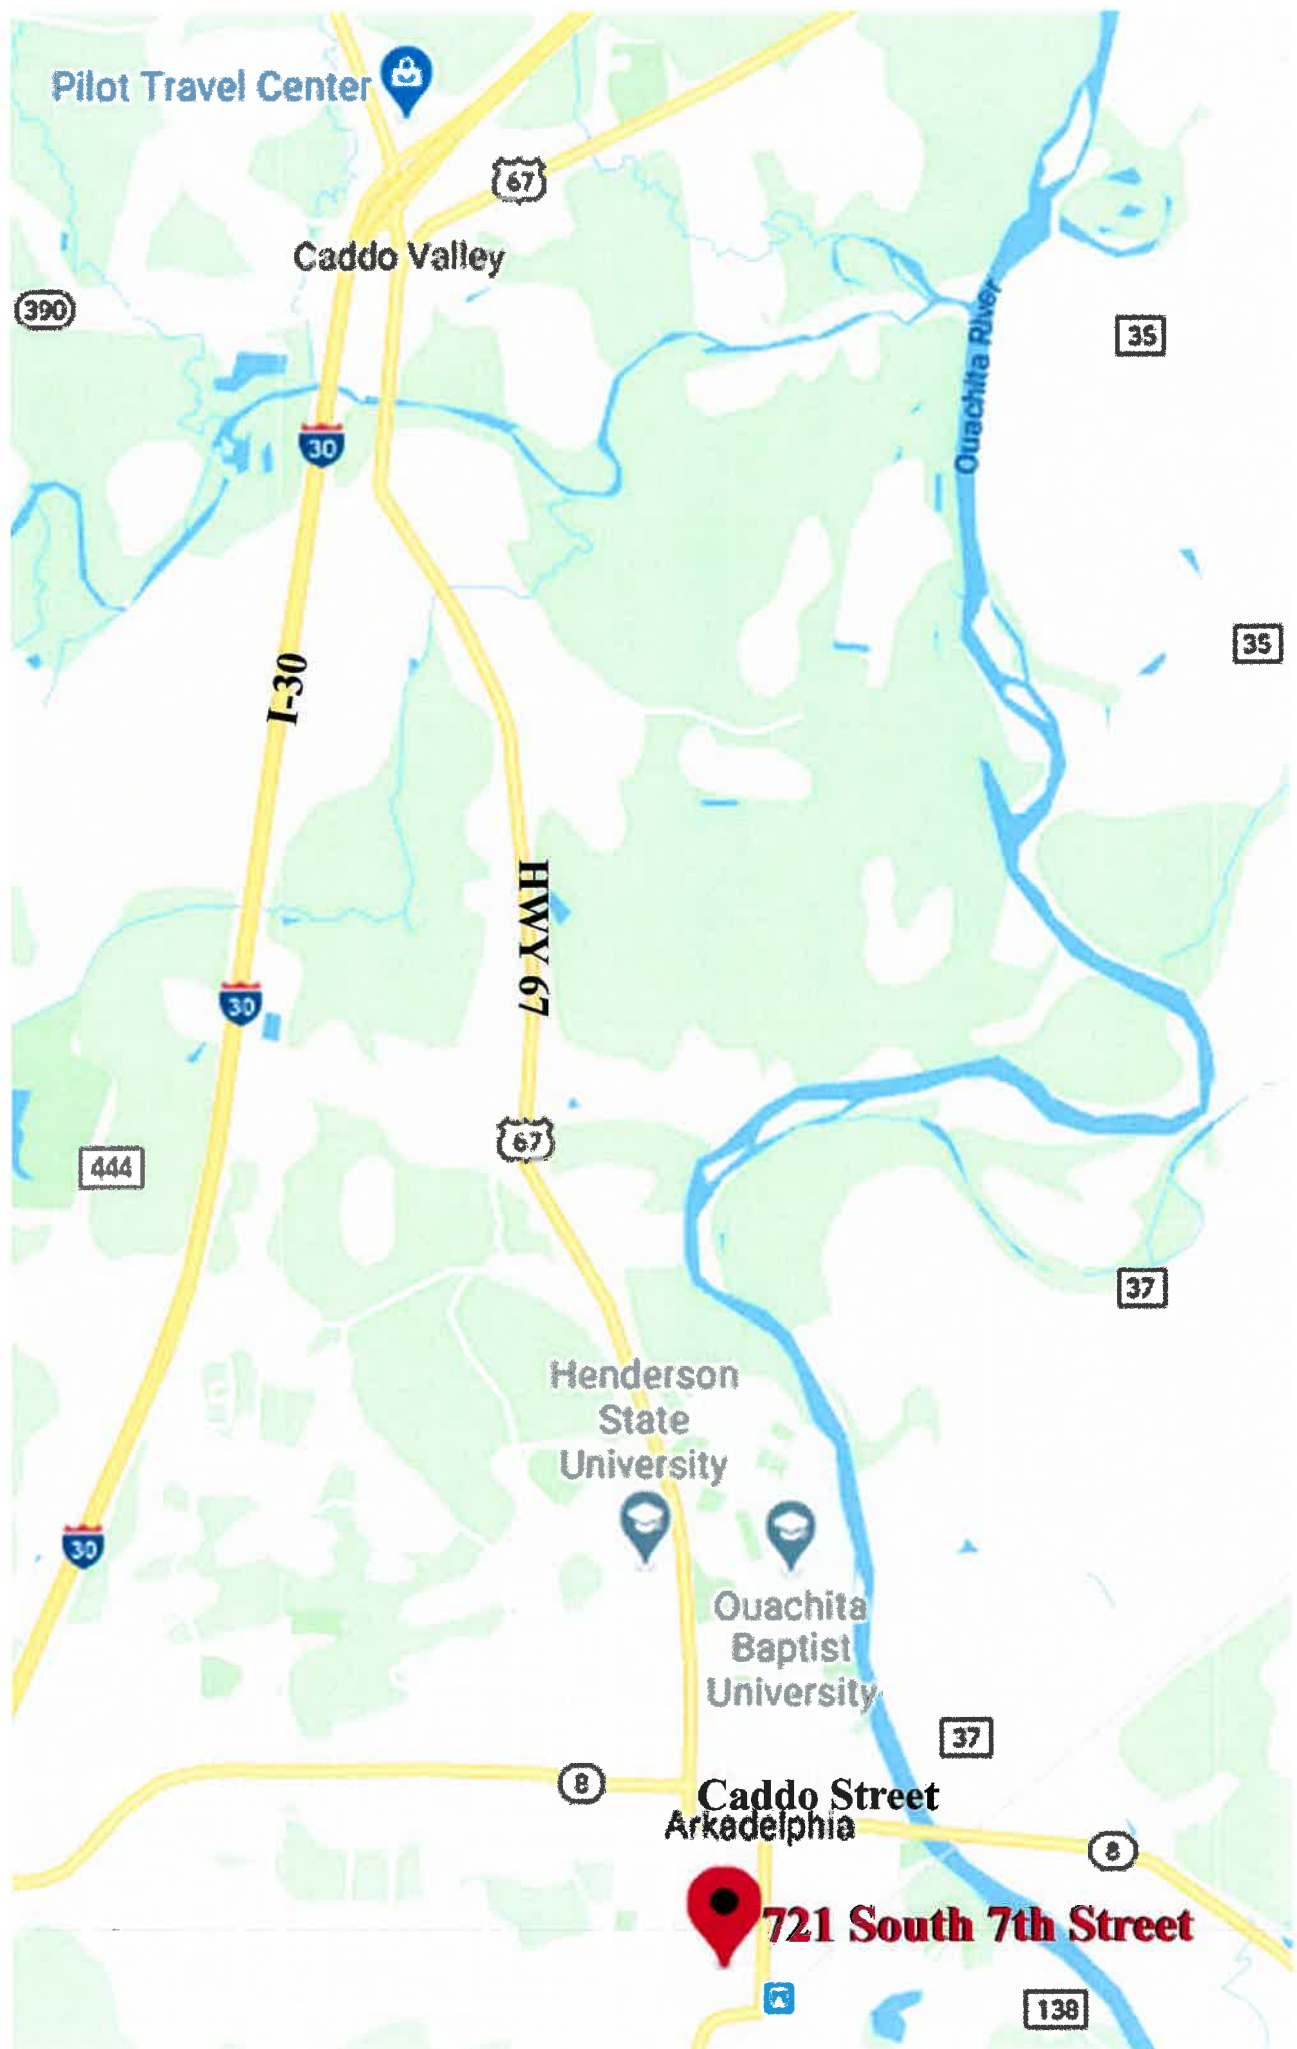 Pilot Travel Center
67
Caddo Valley
390
35
Ouachita River
30
35
I-30
HWY 67
30
67
444
37
Henderson
State
University
30
Ouachita
Baptist
University
37
8
Caddo Street
Arkadelphia
8
721 South 7th Street
138